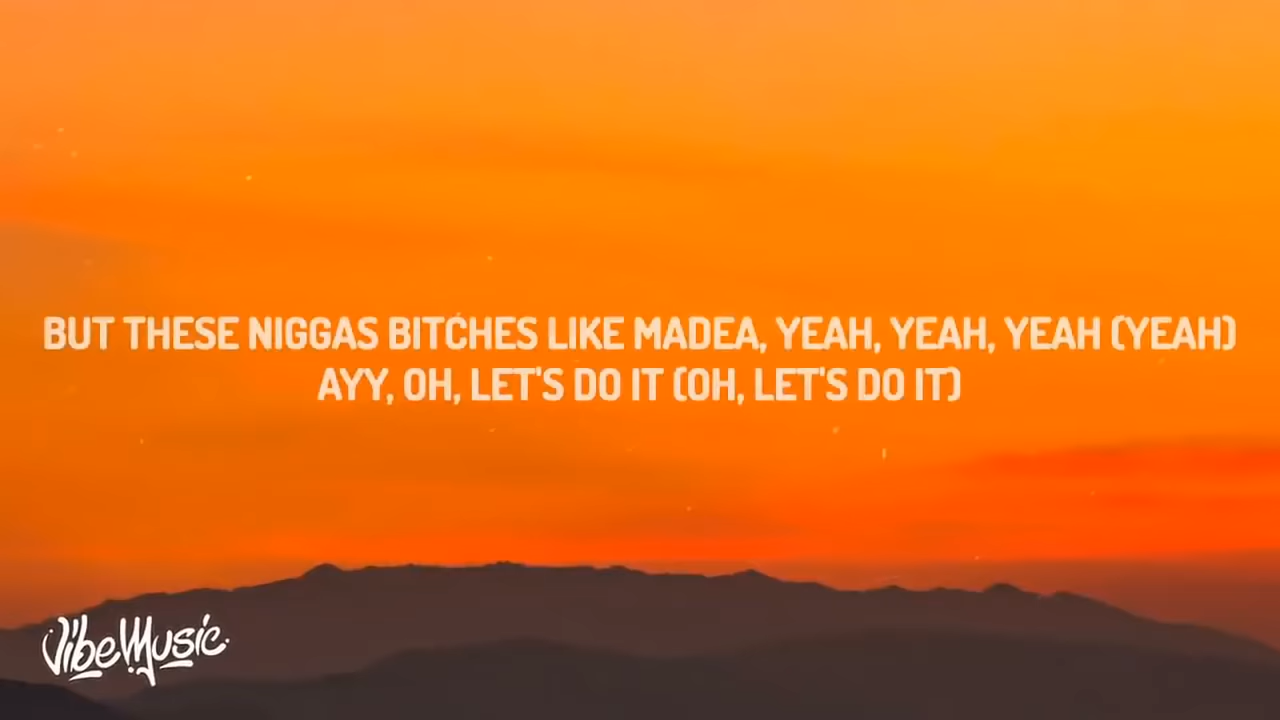 BUT THESE NIGGAS BITCHES LIKE MADEA, YEAH, YEAH, YEAH (YEAH)
AYY, OH, LET'S DO IT (OH, LET'S DO IT)
VibeMusic